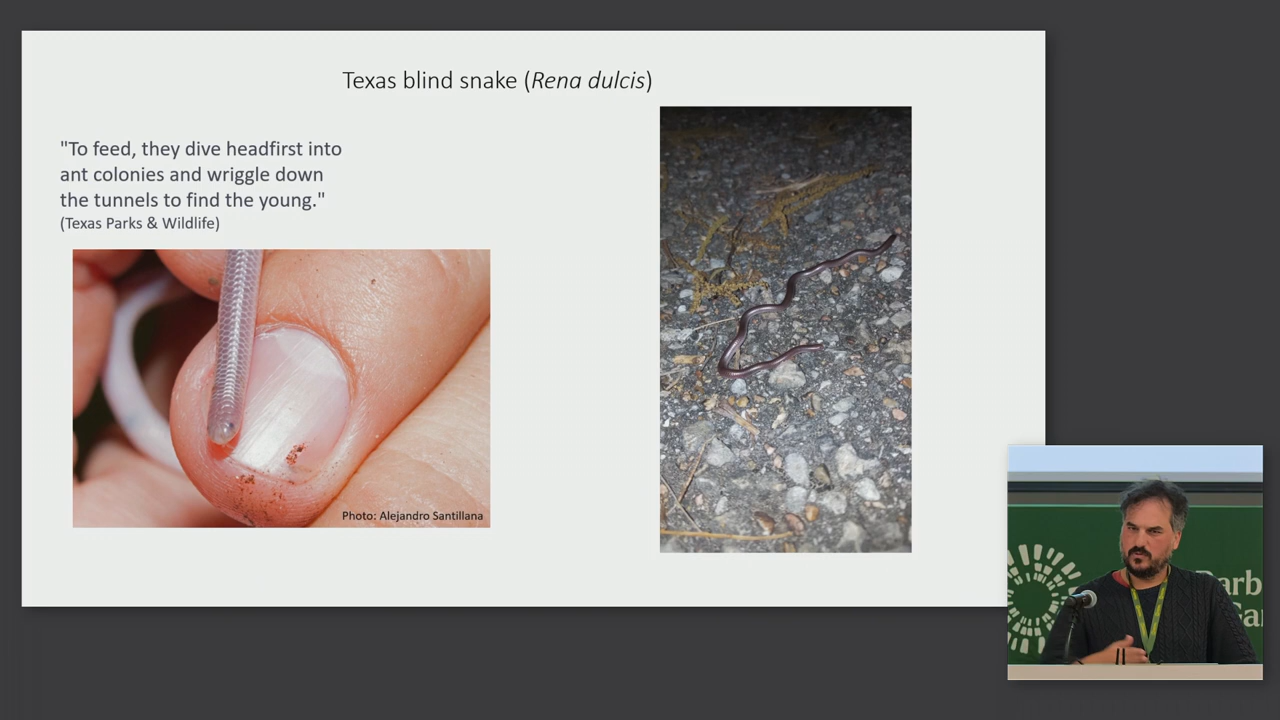 Texas blind snake (Rena dulcis)
"To feed, they dive headfirst into
ant colonies and wriggle down
the tunnels to find the young."
(Texas Parks & Wildlife)
Photo: Alejandro Santillana